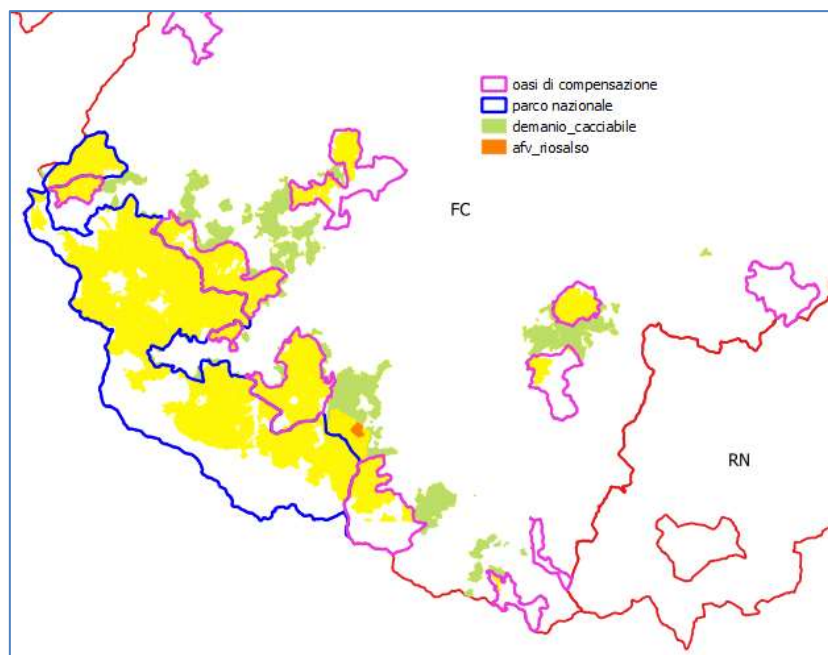 oasi di compensazione
parco nazionale
demanio_cacciabile
afv_riosalso
FC
RN